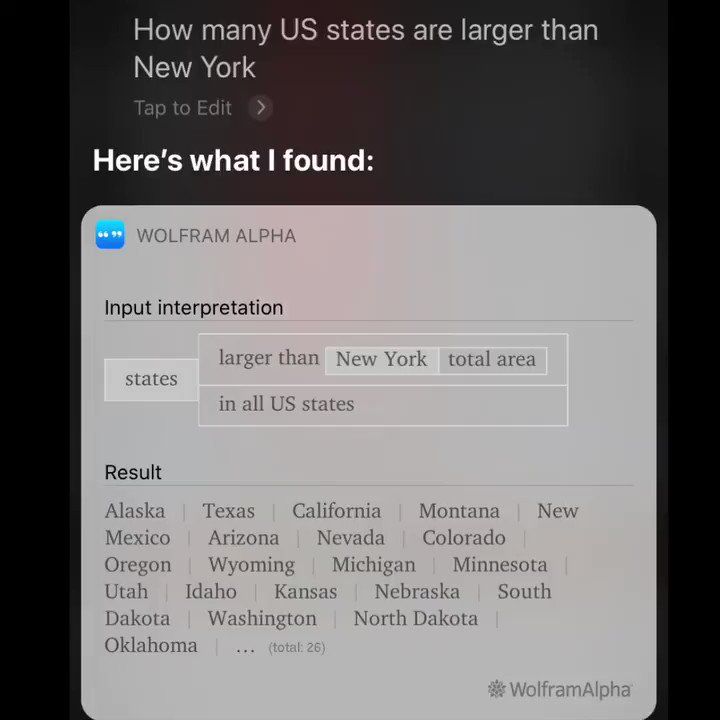 How many US states are larger than
New York
Tap to Edit >
Here's what I found:
WOLFRAM ALPHA
Input interpretation
states | larger than New York | total area
in all US states
Result
Alaska | Texas | California | Montana | New
Mexico | Arizona | Nevada | Colorado |
Oregon | Wyoming | Michigan | Minnesota |
Utah | Idaho | Kansas | Nebraska | South
Dakota | Washington | North Dakota |
Oklahoma | ... (total: 26)
WolframAlpha